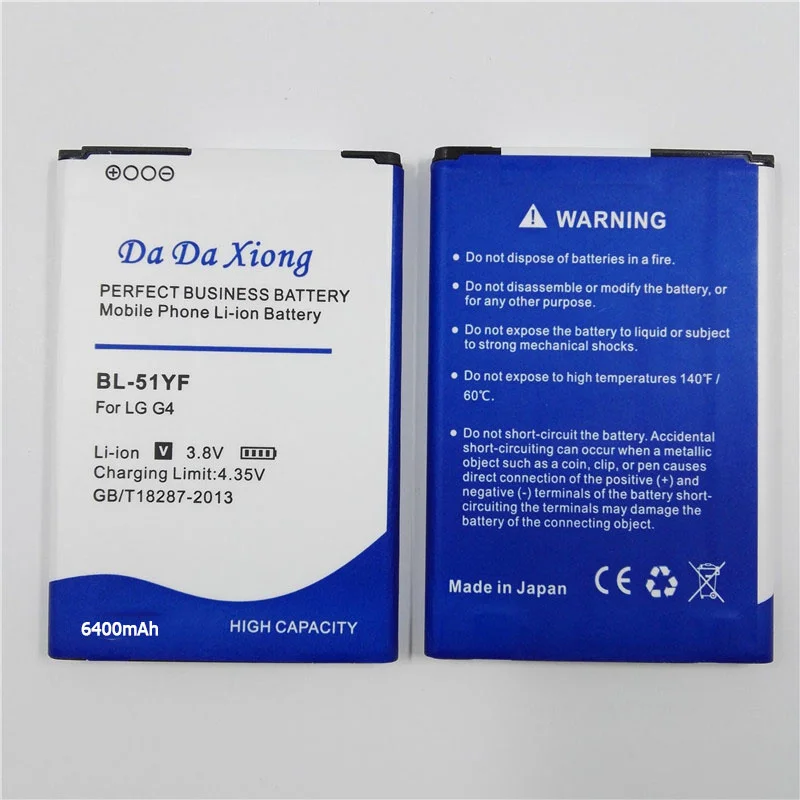 Da Da Xiong
PERFECT BUSINESS BATTERY
Mobile Phone Li-ion Battery
BL-51YF
For LG G4
Li-ion V 3.8V
Charging Limit:4.35V
GB/T18287-2013
6400mAh
HIGH CAPACITY
WARNING
• Do not dispose of batteries in a fire.
• Do not disassemble or modify the battery, or
for any other purpose.
• Do not expose the battery to liquid or subject
to strong mechanical shocks.
• Do not expose to high temperatures 140℉/
60℃.
• Do not short-circuit the battery. Accidental
short-circuiting can occur when a metallic
object such as a coin, clip, or pen causes
direct connection of the positive (+) and
negative (-) terminals of the battery short-
circuiting the terminals may damage the
battery of the connecting object.
Made in Japan CE